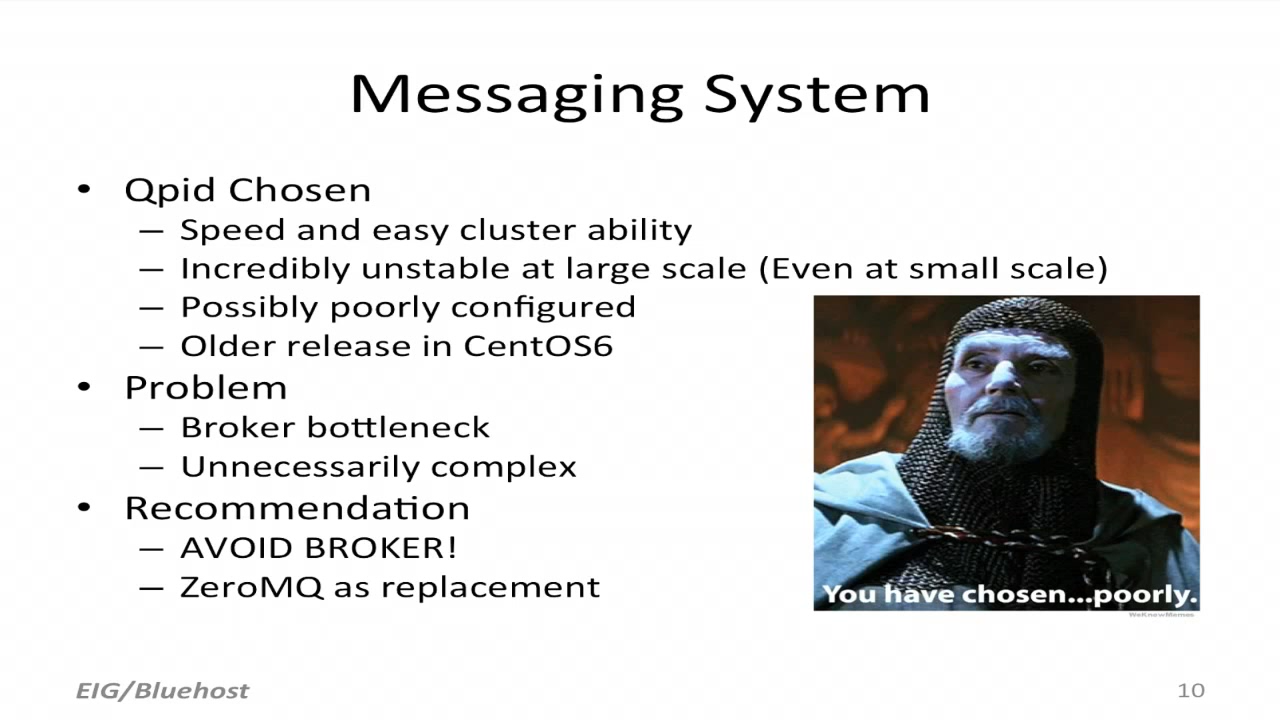 Messaging System
• Qpid Chosen
– Speed and easy cluster ability
– Incredibly unstable at large scale (Even at small scale)
– Possibly poorly configured
– Older release in CentOS6
• Problem
– Broker bottleneck
– Unnecessarily complex
• Recommendation
– AVOID BROKER!
– ZeroMQ as replacement
You have chosen...poorly.
WeKnowMemes
EIG/Bluehost
10